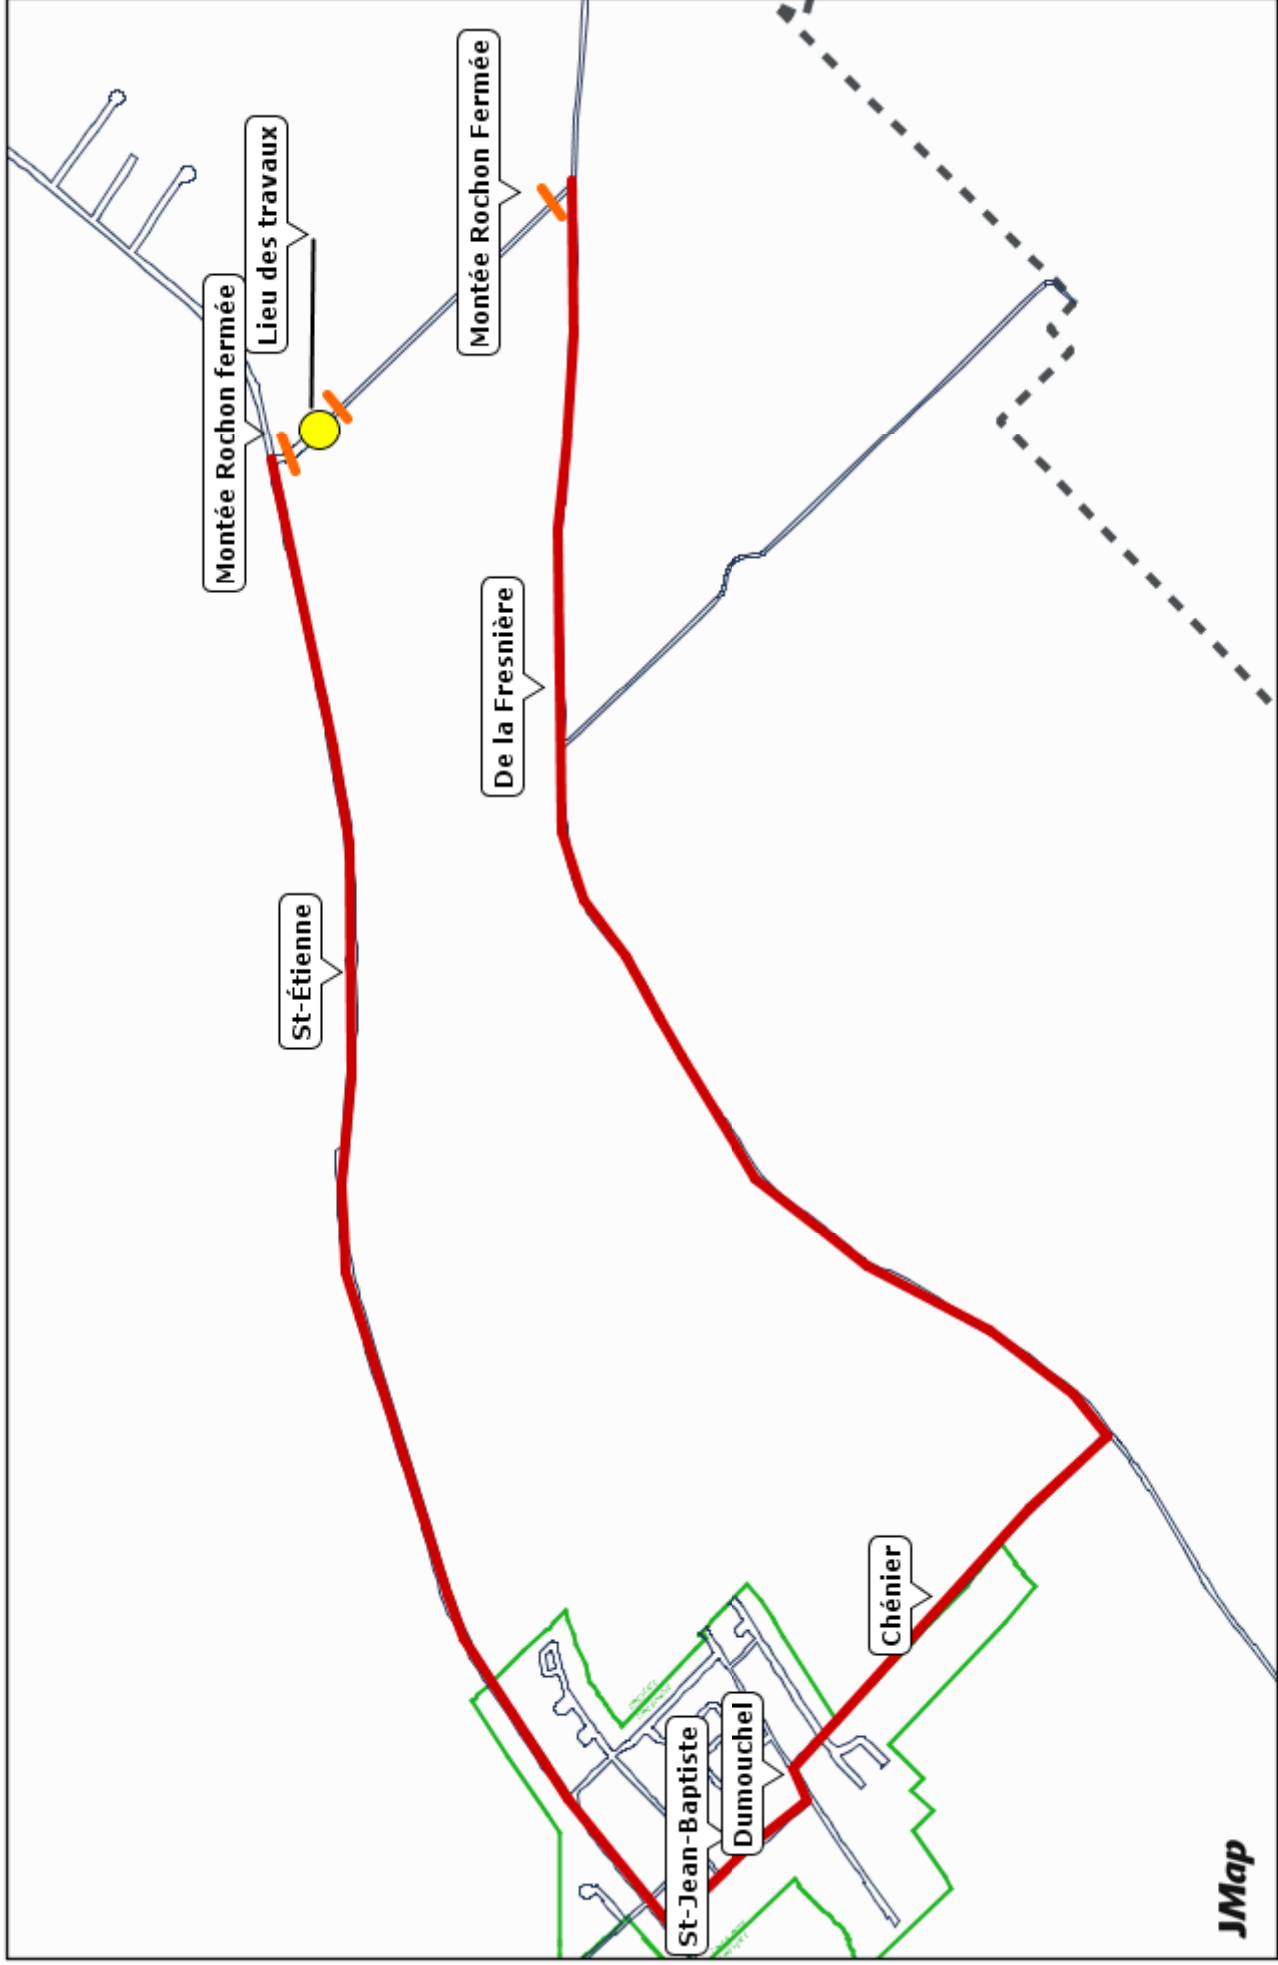 Montée Rochon fermée
Lieu des travaux
Montée Rochon Fermée
De la Fresnière
St-Étienne
Chénier
Dumouchel
St-Jean-Baptiste
JMap